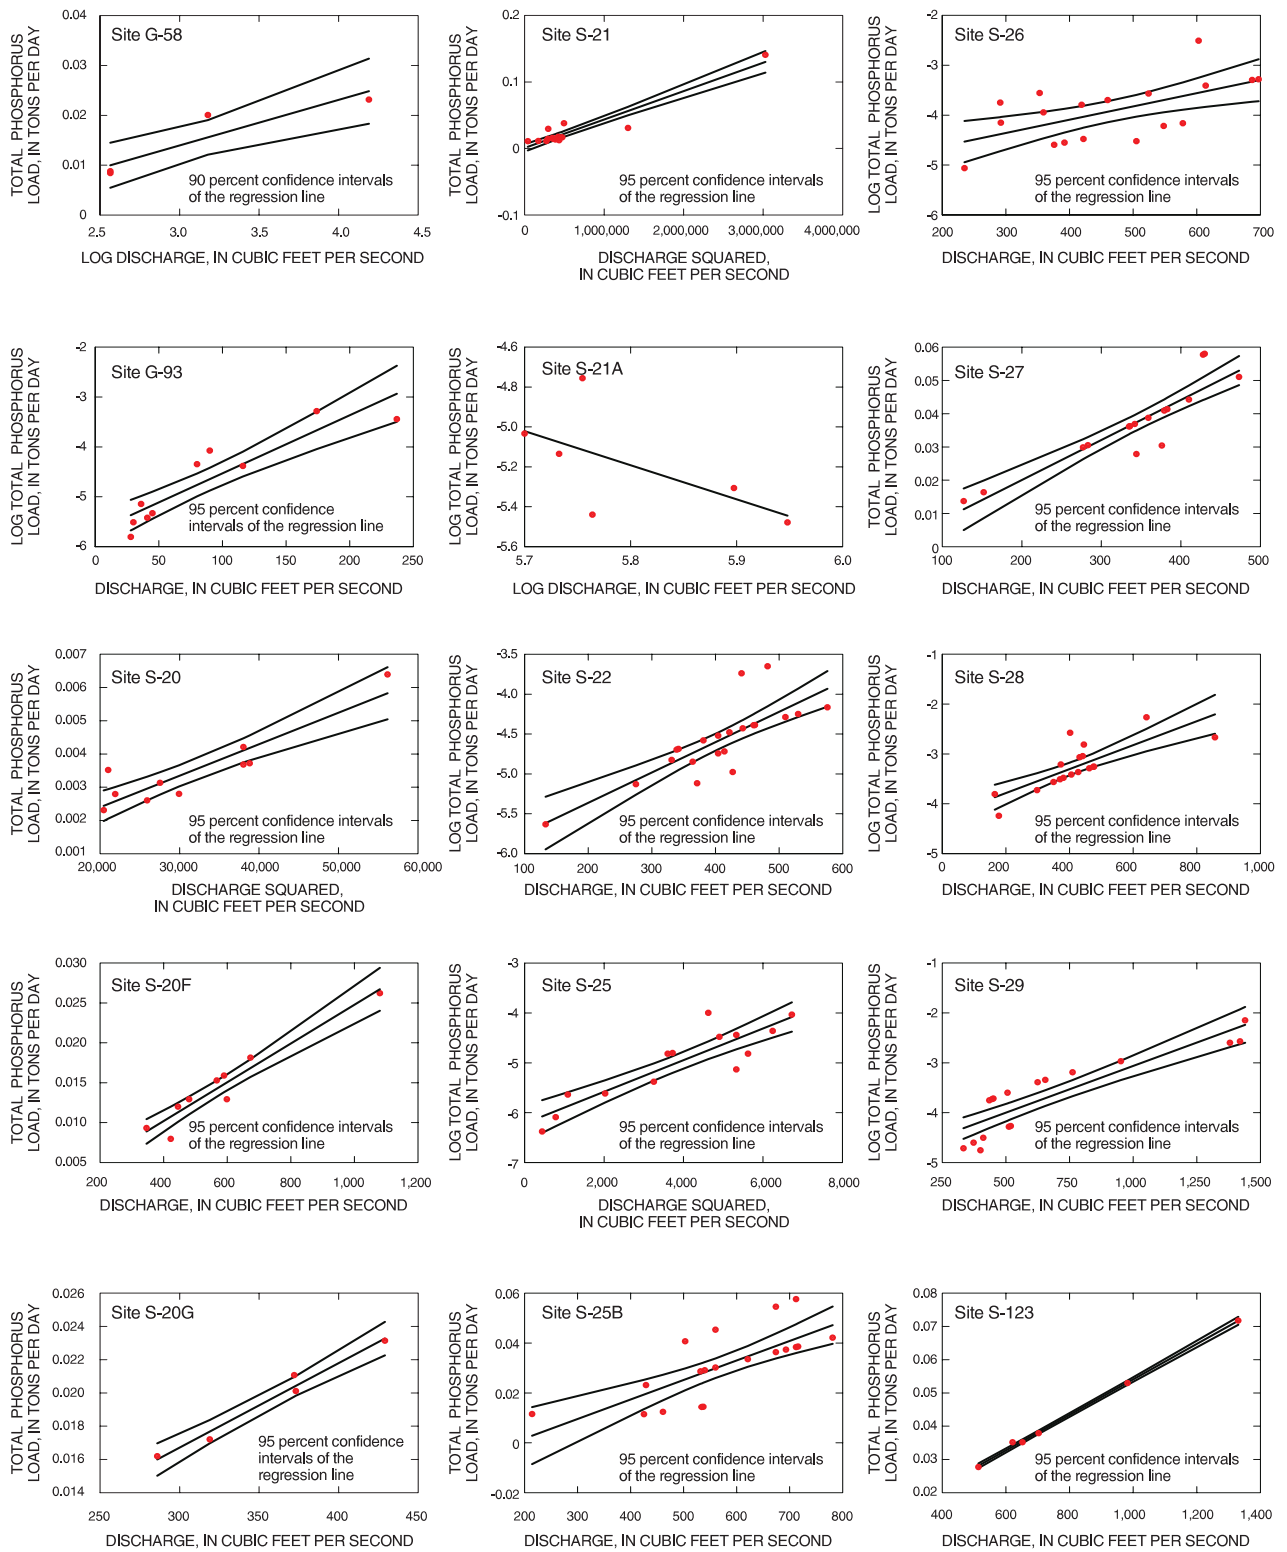 TOTAL PHOSPHORUS
LOAD, IN TONS PER DAY
0.04
0.03
0.02
0.01
0
Site G-58
90 percent confidence intervals
of the regression line
2.5
3.0
3.5
4.0
4.5
LOG DISCHARGE, IN CUBIC FEET PER SECOND
TOTAL PHOSPHORUS
LOAD, IN TONS PER DAY
0.2
0.1
0
-0.1
Site S-21
95 percent confidence intervals
of the regression line
0
1,000,000
2,000,000
3,000,000
4,000,000
DISCHARGE SQUARED,
IN CUBIC FEET PER SECOND
LOG TOTAL PHOSPHORUS
LOAD, IN TONS PER DAY
-2
-3
-4
-5
-6
Site S-26
95 percent confidence intervals
of the regression line
200
300
400
500
600
700
DISCHARGE, IN CUBIC FEET PER SECOND
LOG TOTAL PHOSPHORUS
LOAD, IN TONS PER DAY
-2
-3
-4
-5
-6
Site G-93
95 percent confidence
intervals of the regression line
0
50
100
150
200
250
DISCHARGE, IN CUBIC FEET PER SECOND
LOG TOTAL PHOSPHORUS
LOAD, IN TONS PER DAY
-4.6
-4.8
-5.0
-5.2
-5.4
-5.6
Site S-21A
5.7
5.8
5.9
6.0
LOG DISCHARGE, IN CUBIC FEET PER SECOND
TOTAL PHOSPHORUS
LOAD, IN TONS PER DAY
0.06
0.05
0.04
0.03
0.02
0.01
0
Site S-27
95 percent confidence intervals
of the regression line
100
200
300
400
500
DISCHARGE, IN CUBIC FEET PER SECOND
TOTAL PHOSPHORUS
LOAD, IN TONS PER DAY
0.007
0.006
0.005
0.004
0.003
0.002
0.001
Site S-20
95 percent confidence intervals
of the regression line
20,000
30,000
40,000
50,000
60,000
DISCHARGE SQUARED,
IN CUBIC FEET PER SECOND
LOG TOTAL PHOSPHORUS
LOAD, IN TONS PER DAY
-3.5
-4.0
-4.5
-5.0
-5.5
-6.0
Site S-22
95 percent confidence intervals
of the regression line
100
200
300
400
500
600
DISCHARGE, IN CUBIC FEET PER SECOND
LOG TOTAL PHOSPHORUS
LOAD, IN TONS PER DAY
-1
-2
-3
-4
-5
Site S-28
95 percent confidence intervals
of the regression line
0
200
400
600
800
1,000
DISCHARGE, IN CUBIC FEET PER SECOND
TOTAL PHOSPHORUS
LOAD, IN TONS PER DAY
0.030
0.025
0.020
0.015
0.010
0.005
Site S-20F
95 percent confidence intervals
of the regression line
200
400
600
800
1,000
1,200
DISCHARGE, IN CUBIC FEET PER SECOND
LOG TOTAL PHOSPHORUS
LOAD, IN TONS PER DAY
-3
-4
-5
-6
-7
Site S-25
95 percent confidence intervals
of the regression line
0
2,000
4,000
6,000
8,000
DISCHARGE SQUARED,
IN CUBIC FEET PER SECOND
LOG TOTAL PHOSPHORUS
LOAD, IN TONS PER DAY
-1
-2
-3
-4
-5
Site S-29
95 percent confidence intervals
of the regression line
250
500
750
1,000
1,250
1,500
DISCHARGE, IN CUBIC FEET PER SECOND
TOTAL PHOSPHORUS
LOAD, IN TONS PER DAY
0.026
0.024
0.022
0.020
0.018
0.016
0.014
Site S-20G
95 percent confidence
intervals of the
regression line
250
300
350
400
450
DISCHARGE, IN CUBIC FEET PER SECOND
TOTAL PHOSPHORUS
LOAD, IN TONS PER DAY
0.06
0.04
0.02
0
-0.02
Site S-25B
95 percent confidence intervals
of the regression line
200
300
400
500
600
700
800
DISCHARGE, IN CUBIC FEET PER SECOND
TOTAL PHOSPHORUS
LOAD, IN TONS PER DAY
0.08
0.07
0.06
0.05
0.04
0.03
0.02
Site S-123
95 percent confidence intervals
of the regression line
400
600
800
1,000
1,200
1,400
DISCHARGE, IN CUBIC FEET PER SECOND